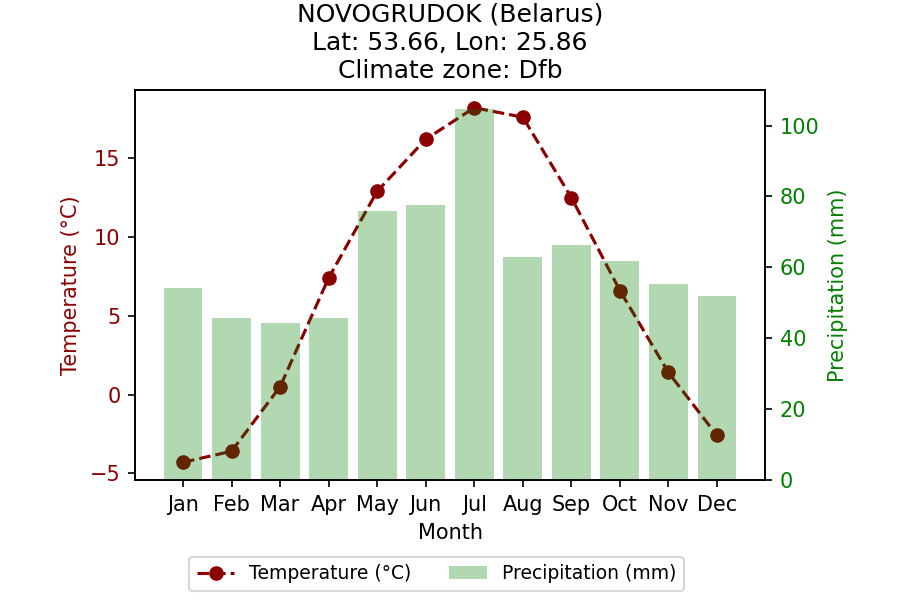 NOVOGRUDOK (Belarus)
Lat: 53.66, Lon: 25.86
Climate zone: Dfb
Temperature (°C)
15
10
5
0
−5
100
80
60
40
20
0
Precipitation (mm)
Jan Feb Mar Apr May Jun Jul Aug Sep Oct Nov Dec
Month
Temperature (°C) Precipitation (mm)